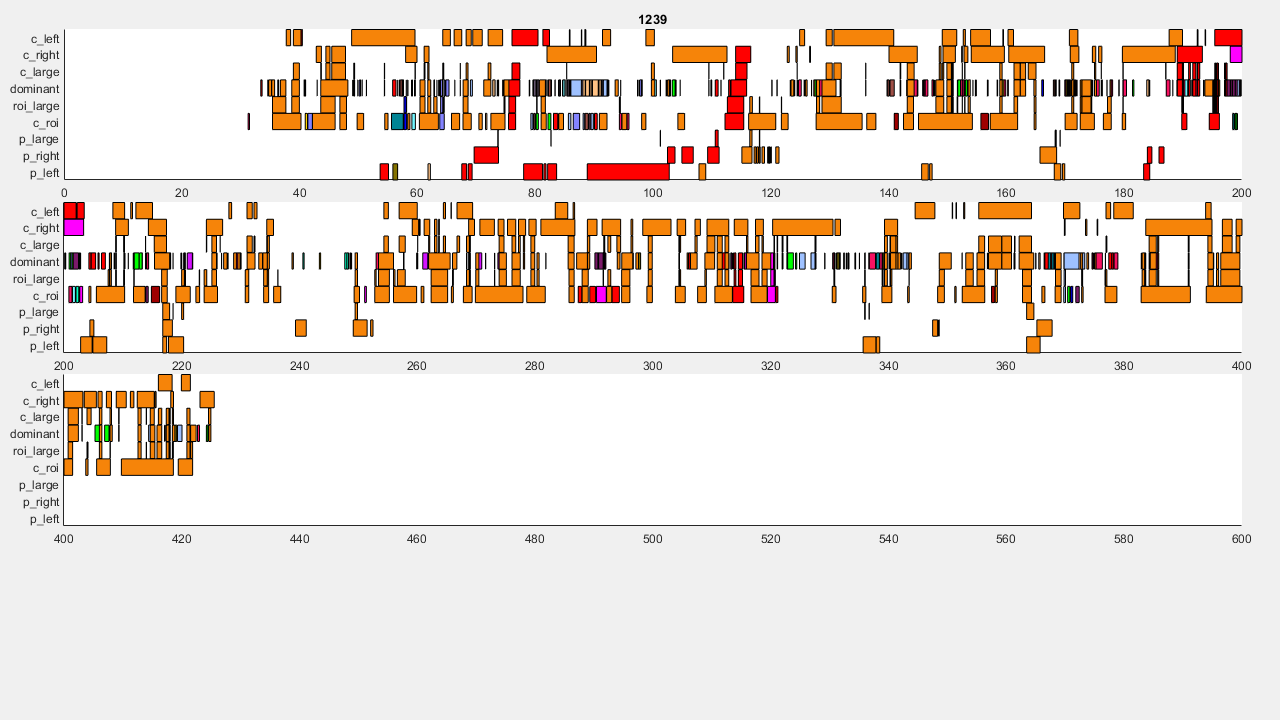 1239
c_left
c_right
c_large
dominant
roi_large
c_roi
p_large
p_right
p_left
0 20 40 60 80 100 120 140 160 180 200
c_left
c_right
c_large
dominant
roi_large
c_roi
p_large
p_right
p_left
200 220 240 260 280 300 320 340 360 380 400
c_left
c_right
c_large
dominant
roi_large
c_roi
p_large
p_right
p_left
400 420 440 460 480 500 520 540 560 580 600